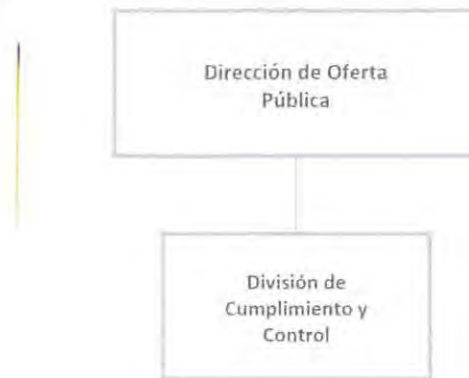 Dirección de Oferta
Pública
División de
Cumplimiento y
Control